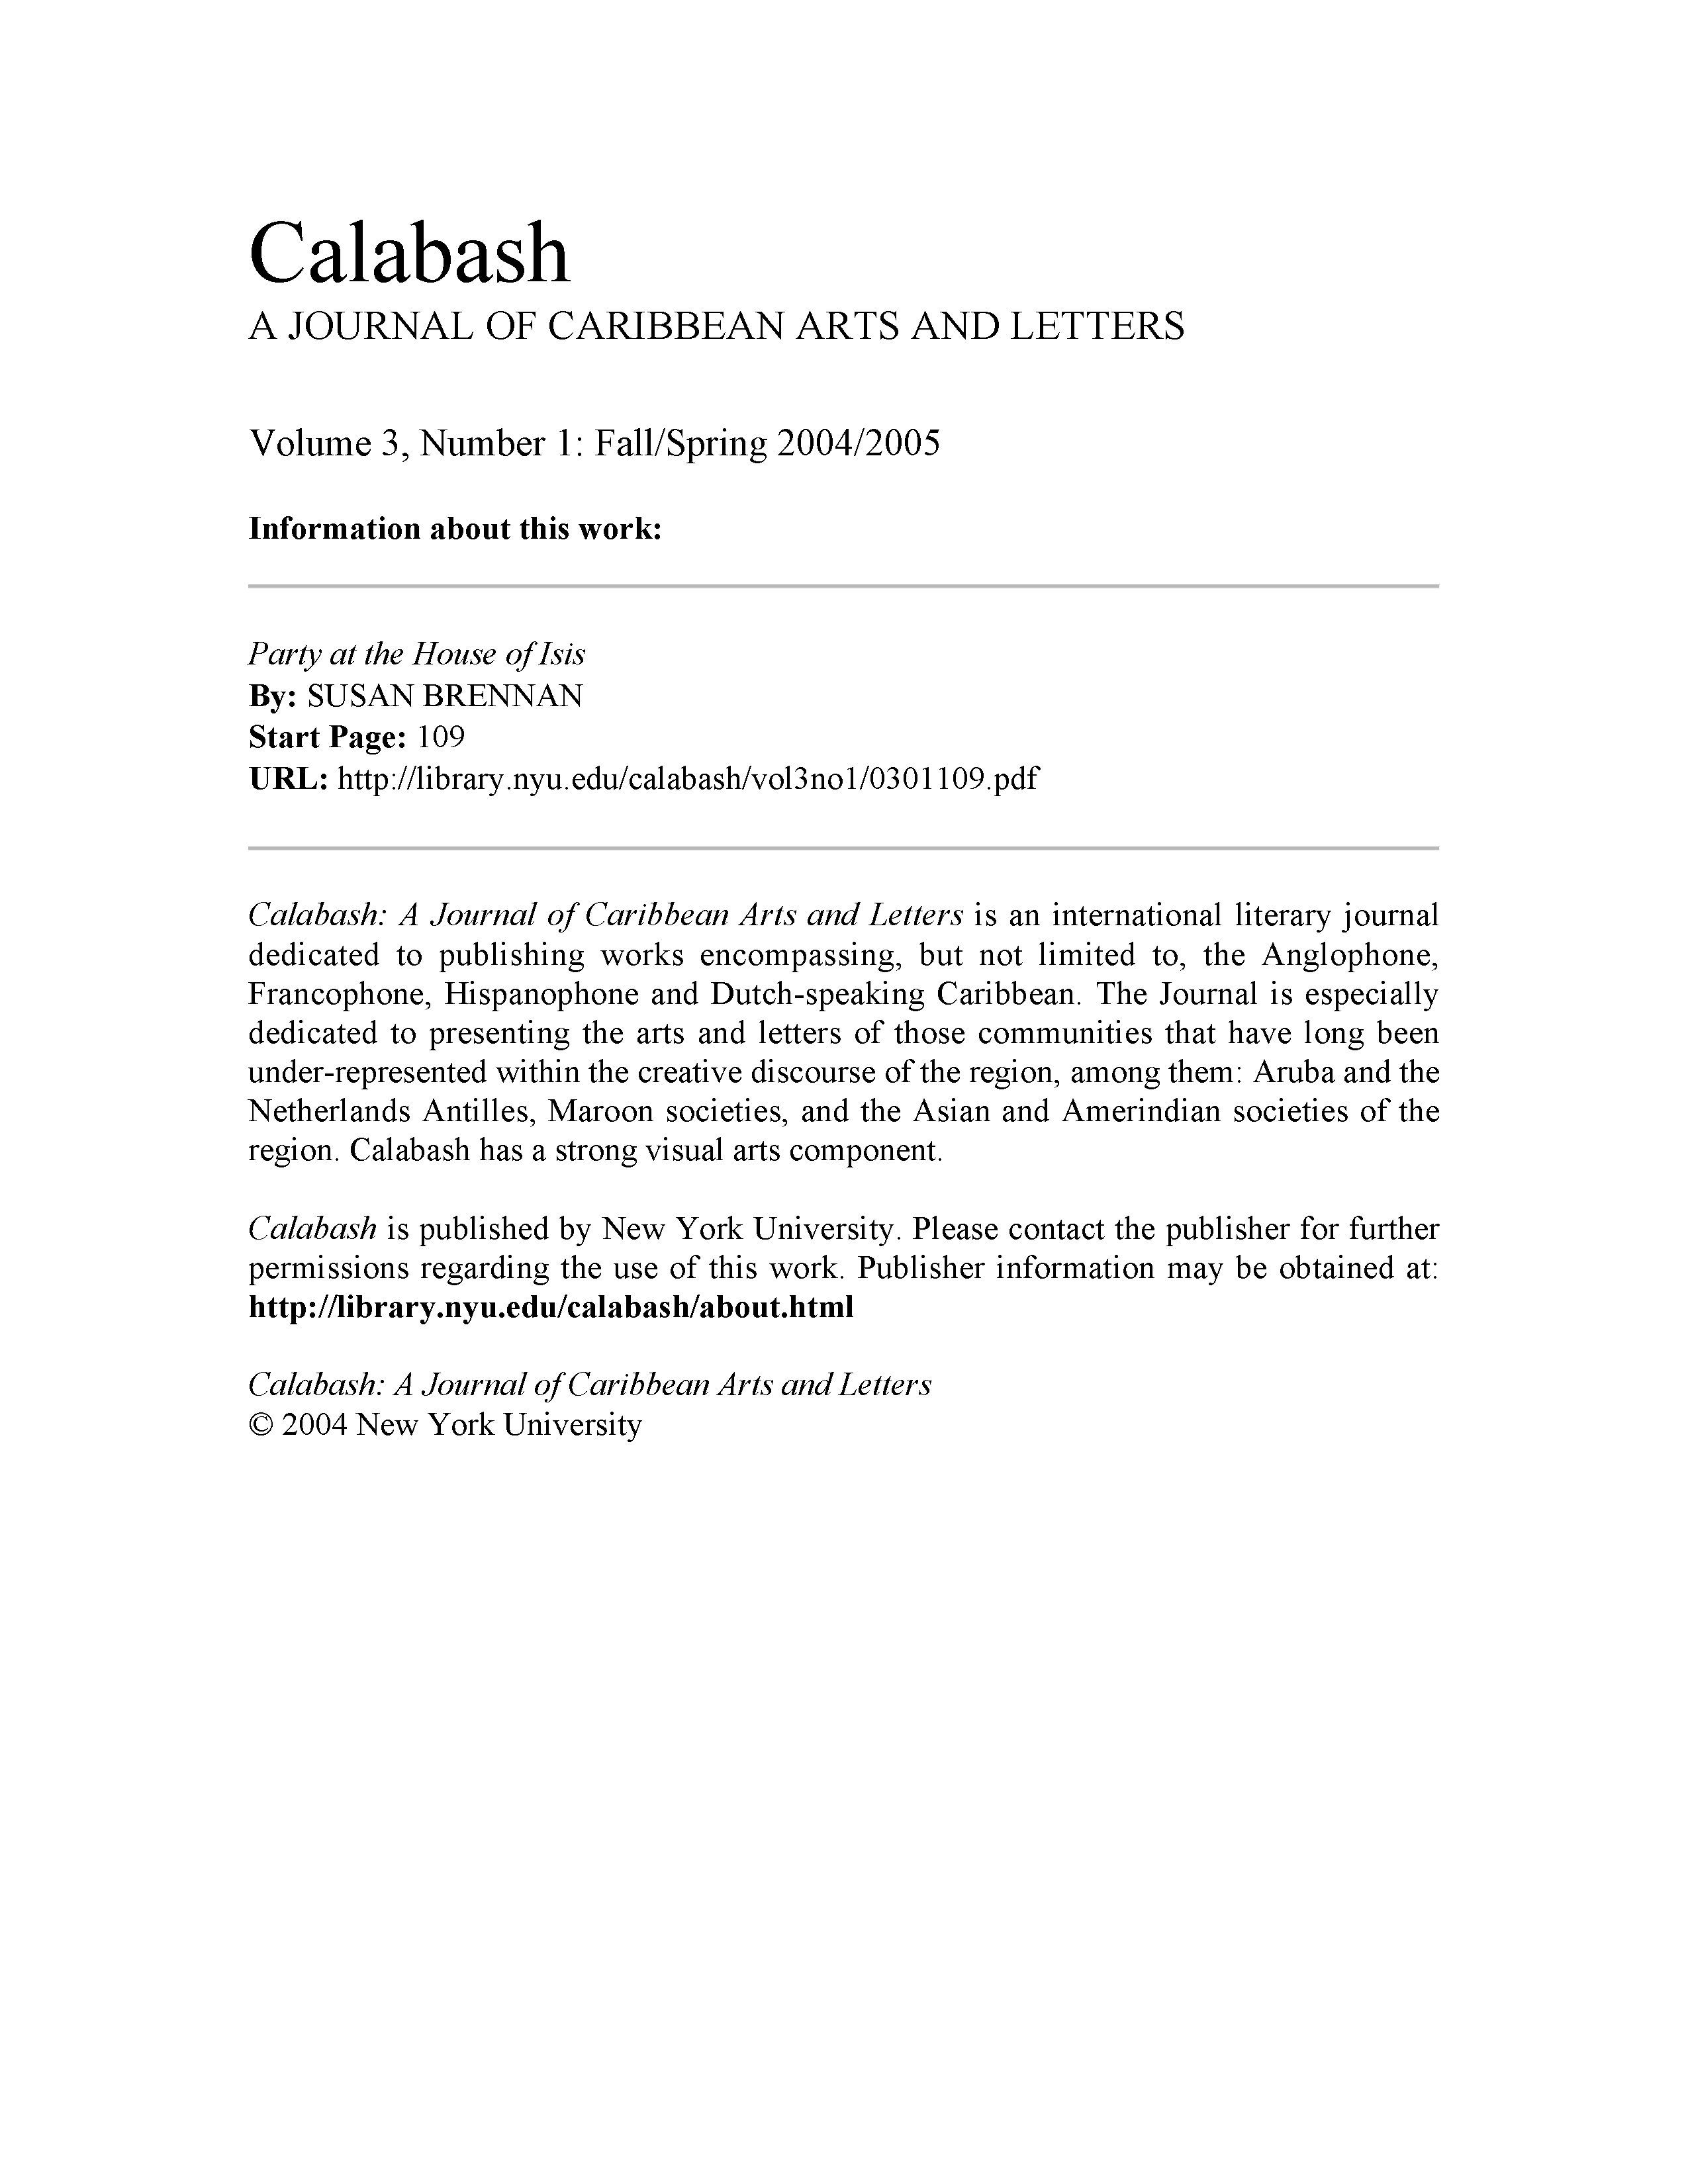 Calabash
A JOURNAL OF CARIBBEAN ARTS AND LETTERS
Volume 3, Number 1: Fall/Spring 2004/2005
Information about this work:
Party at the House of Isis
By: SUSAN BRENNAN
Start Page: 109
URL: http://library.nyu.edu/calabash/vol3no1/0301109.pdf
Calabash: A Journal of Caribbean Arts and Letters is an international literary journal
dedicated to publishing works encompassing, but not limited to, the Anglophone,
Francophone, Hispanophone and Dutch-speaking Caribbean. The Journal is especially
dedicated to presenting the arts and letters of those communities that have long been
under-represented within the creative discourse of the region, among them: Aruba and the
Netherlands Antilles, Maroon societies, and the Asian and Amerindian societies of the
region. Calabash has a strong visual arts component.
Calabash is published by New York University. Please contact the publisher for further
permissions regarding the use of this work. Publisher information may be obtained at:
http://library.nyu.edu/calabash/about.html
Calabash: A Journal of Caribbean Arts and Letters
© 2004 New York University